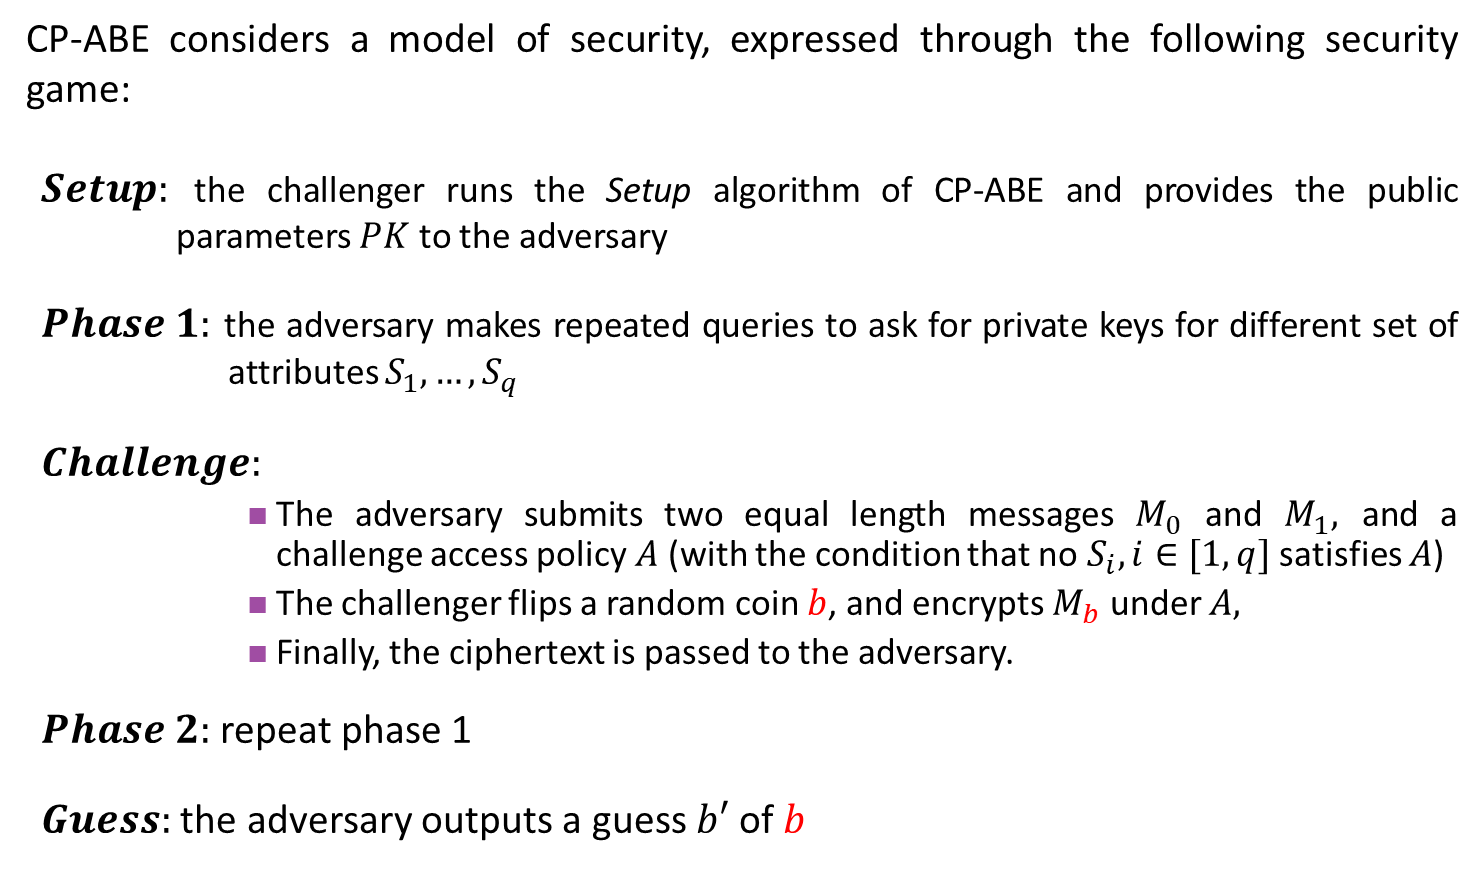 CP-ABE considers a model of security, expressed through the following security
game:
Setup: the challenger runs the Setup algorithm of CP-ABE and provides the public
parameters PK to the adversary
Phase 1: the adversary makes repeated queries to ask for private keys for different set of
attributes S₁, ..., S_q
Challenge:
■ The adversary submits two equal length messages M₀ and M₁, and a
challenge access policy A (with the condition that no Sᵢ, i ∈ [1, q] satisfies A)
■ The challenger flips a random coin b, and encrypts M_b under A,
■ Finally, the ciphertext is passed to the adversary.
Phase 2: repeat phase 1
Guess: the adversary outputs a guess b′ of b